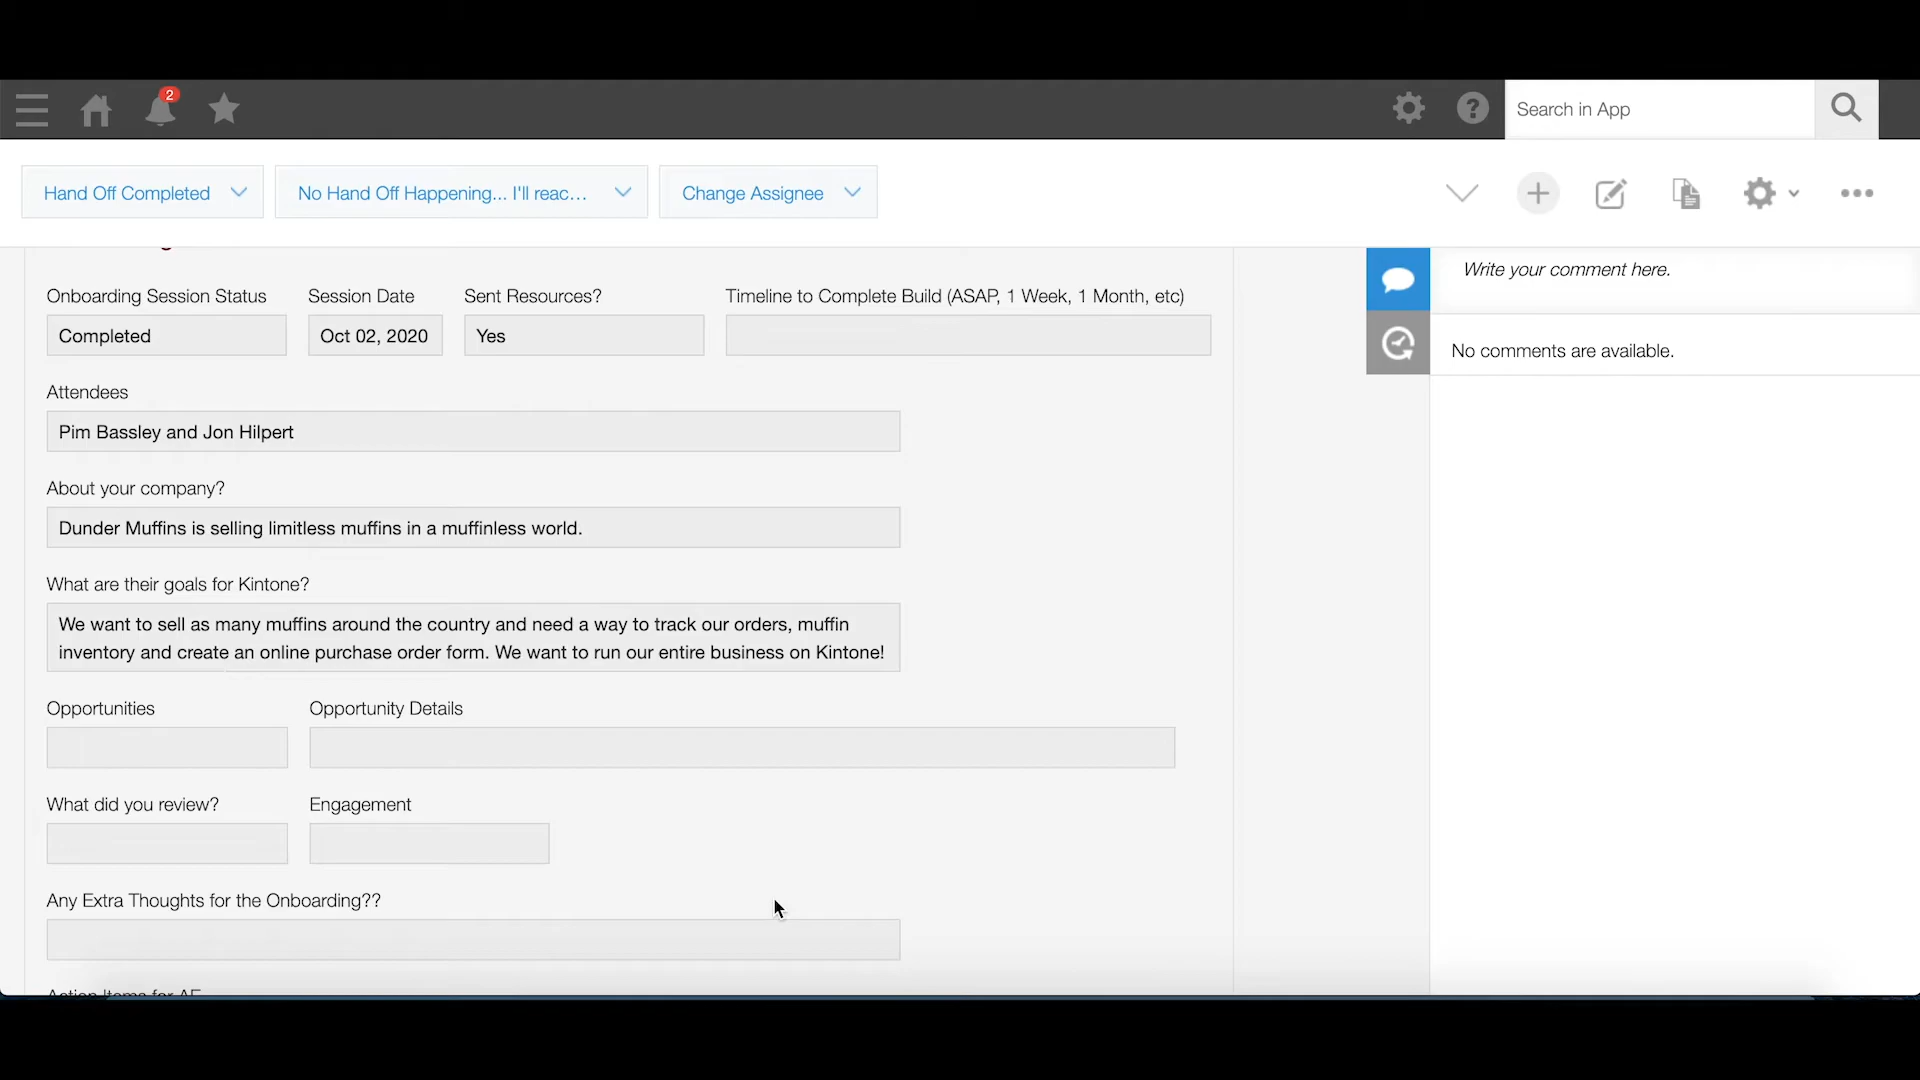 2
Search in App
Hand Off Completed
No Hand Off Happening... I'll reac...
Change Assignee
Onboarding Session Status
Session Date
Sent Resources?
Timeline to Complete Build (ASAP, 1 Week, 1 Month, etc)
Completed
Oct 02, 2020
Yes
Attendees
Pim Bassley and Jon Hilpert
About your company?
Dunder Muffins is selling limitless muffins in a muffinless world.
What are their goals for Kintone?
We want to sell as many muffins around the country and need a way to track our orders, muffin
inventory and create an online purchase order form. We want to run our entire business on Kintone!
Opportunities
Opportunity Details
What did you review?
Engagement
Any Extra Thoughts for the Onboarding??
Action Items for AE
Write your comment here.
No comments are available.